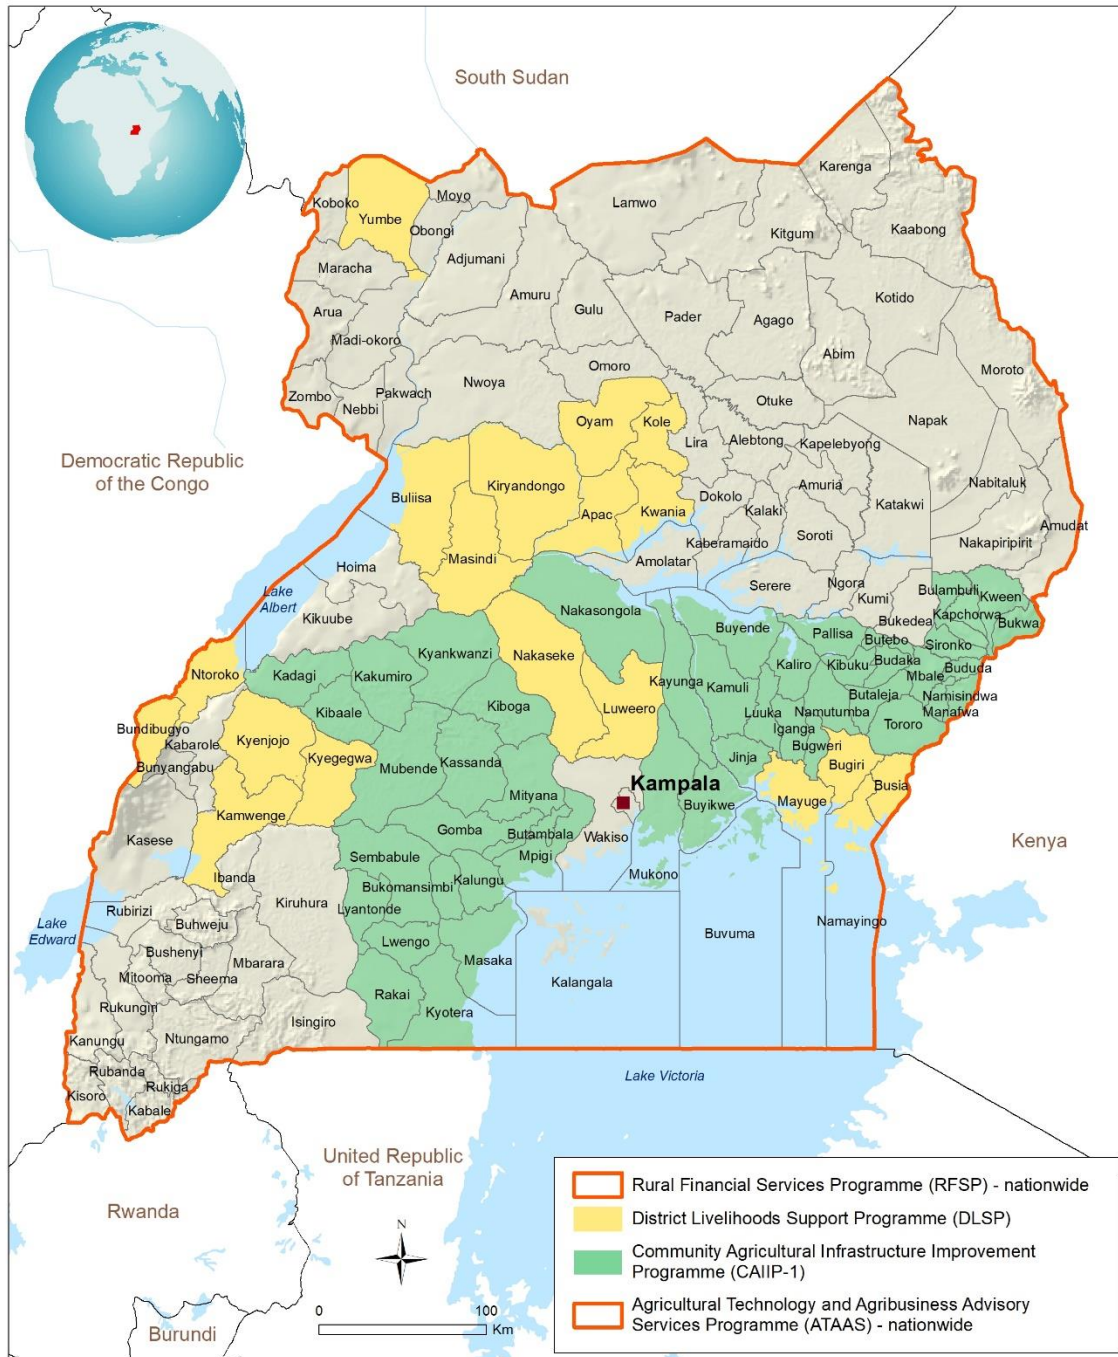 South Sudan
Karenga
Koboko
Moyo
Yumbe
Lamwo
Kaabong
Obongi
Kitgum
Adjumani
Maracha
Kotido
Amuru
Gulu
Pader
Agago
Arua
Madi-okoro
Abim
Omoro
Moroto
Nwoya
Zombo
Pakwach
Nebbi
Otuke
Oyam
Kole
Napak
Lira
Alebtong
Kapelebyong
Democratic Republic
of the Congo
Nabitaluk
Kiryandongo
Amuria
Buliisa
Dokolo
Katakwi
Apac
Kwania
Kalaki
Amudat
Soroti
Nakapiripirit
Kaberamaido
Masindi
Amolatar
Hoima
Lake
Albert
Serere
Ngora
Kumi
Bulambuli
Kween
Kikuube
Nakasongola
Kapchorwa
Bukedea
Bukwa
Buyende
Pallisa
Butebo
Sironko
Kyankwanzi
Nakaseke
Kaliro
Kibuku
Budaka
Bududa
Ntoroko
Kadagi
Kakumiro
Kayunga
Kamuli
Mbale
Butaleja
Namisindwa
Kibaale
Kiboga
Luweero
Luuka
Namutumba
Manafwa
Bundibugyo
Tororo
Kyenjojo
Iganga
Kabarole
Kyegegwa
Bugweri
Bunyangabu
Mubende
Kassanda
Jinja
Bugiri
Kampala
Busia
Mityana
Mayuge
Kamwenge
Buyikwe
Gomba
Butambala
Wakiso
Kasese
Kenya
Sembabule
Mpigi
Ibanda
Mukono
Bukomansimbi
Kalungu
Kiruhura
Rubirizi
Lyantonde
Buhweju
Namayingo
Lake
Edward
Buvuma
Bushenyi
Lwengo
Masaka
Mbarara
Mitooma
Sheema
Kalangala
Rakai
Rukungiri
Kyotera
Isingiro
Kanungu
Ntungamo
Rubanda
Lake Victoria
Rukiga
Kisoro
Kabale
United Republic
of Tanzania
Rwanda
N
0
100
Km
Burundi
Rural Financial Services Programme (RFSP) - nationwide
District Livelihoods Support Programme (DLSP)
Community Agricultural Infrastructure Improvement
Programme (CAIIP-1)
Agricultural Technology and Agribusiness Advisory
Services Programme (ATAAS) - nationwide